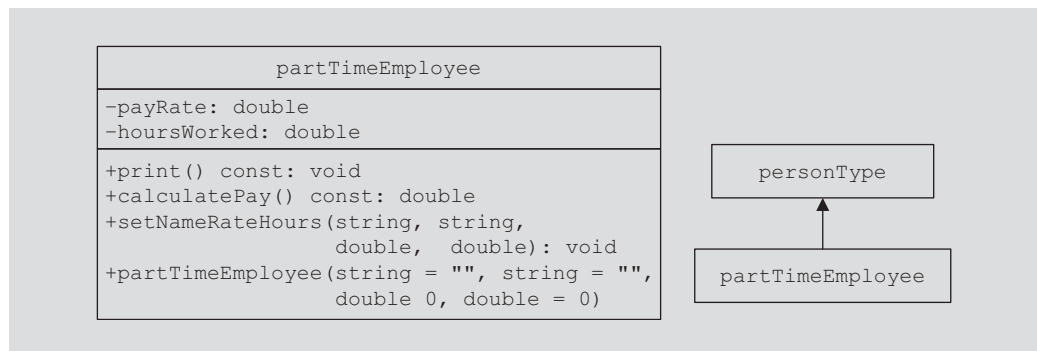 partTimeEmployee
-payRate: double
-hoursWorked: double
+print() const: void
+calculatePay() const: double
+setNameRateHours(string, string,
double, double): void
+partTimeEmployee(string = "", string = "",
double 0, double = 0)
personType
partTimeEmployee